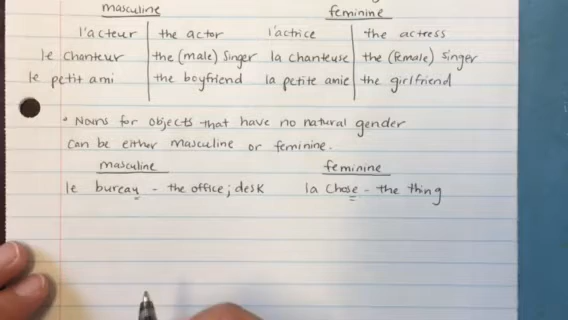 masculine feminine
l'acteur the actor l'actrice the actress
le chanteur the (male) singer la chanteuse the (female) singer
le petit ami the boyfriend la petite amie the girlfriend
• Nouns for objects that have no natural gender
can be either masculine or feminine.
masculine feminine
le bureau - the office; desk la chose - the thing